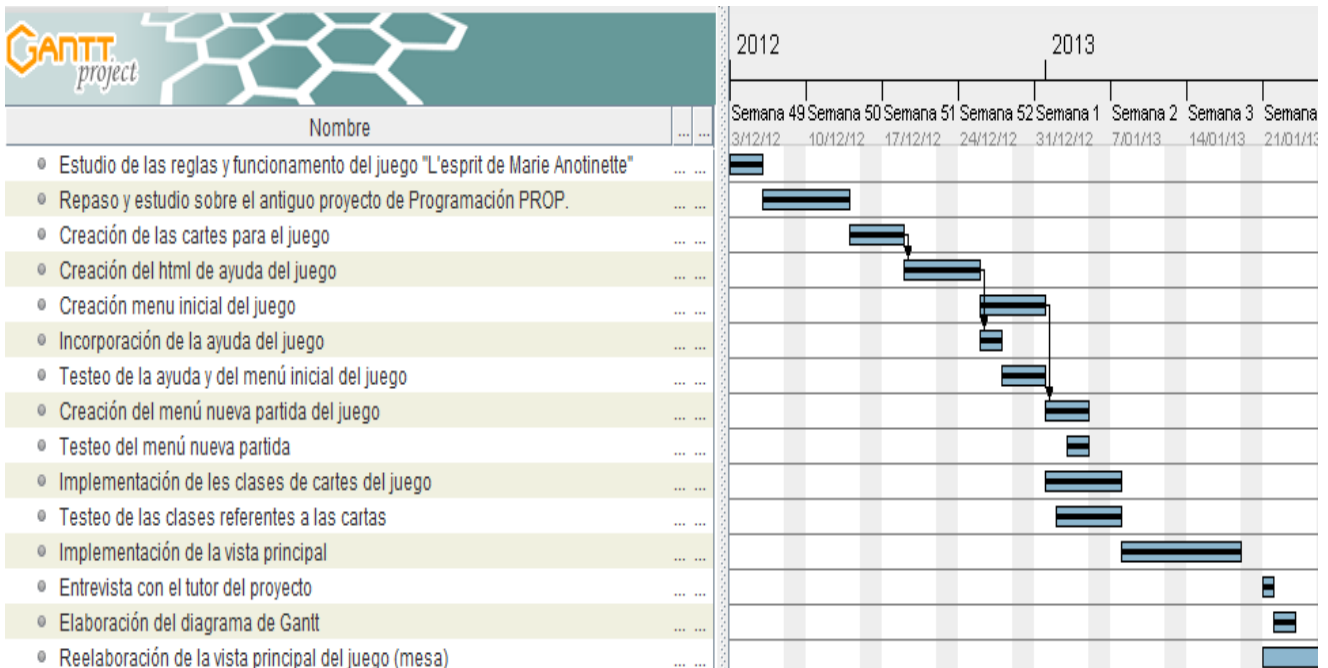 GANTT
project
2012 2013
Semana 49 Semana 50 Semana 51 Semana 52 Semana 1 Semana 2 Semana 3 Semana
3/12/12 10/12/12 17/12/12 24/12/12 31/12/12 7/01/13 14/01/13 21/01/13
Nombre ... ...
Estudio de las reglas y funcionamento del juego "L'esprit de Marie Anotinette" ... ...
Repaso y estudio sobre el antiguo proyecto de Programación PROP. ... ...
Creación de las cartes para el juego ... ...
Creación del html de ayuda del juego ... ...
Creación menu inicial del juego ... ...
Incorporación de la ayuda del juego ... ...
Testeo de la ayuda y del menú inicial del juego ... ...
Creación del menú nueva partida del juego ... ...
Testeo del menú nueva partida ... ...
Implementación de les clases de cartes del juego ... ...
Testeo de las clases referentes a las cartas ... ...
Implementación de la vista principal ... ...
Entrevista con el tutor del proyecto ... ...
Elaboración del diagrama de Gantt ... ...
Reelaboración de la vista principal del juego (mesa) ... ...